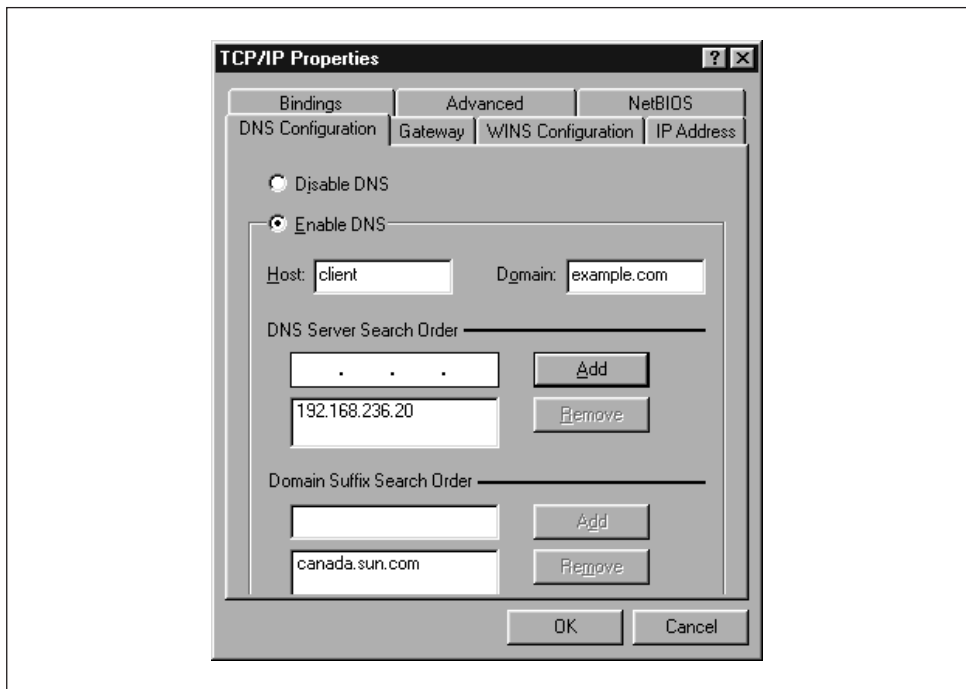 TCP/IP Properties
Bindings Advanced NetBIOS
DNS Configuration Gateway WINS Configuration IP Address
Disable DNS
Enable DNS
Host: client Domain: example.com
DNS Server Search Order
. . . Add
192.168.236.20 Remove
Domain Suffix Search Order
Add
canada.sun.com Remove
OK Cancel